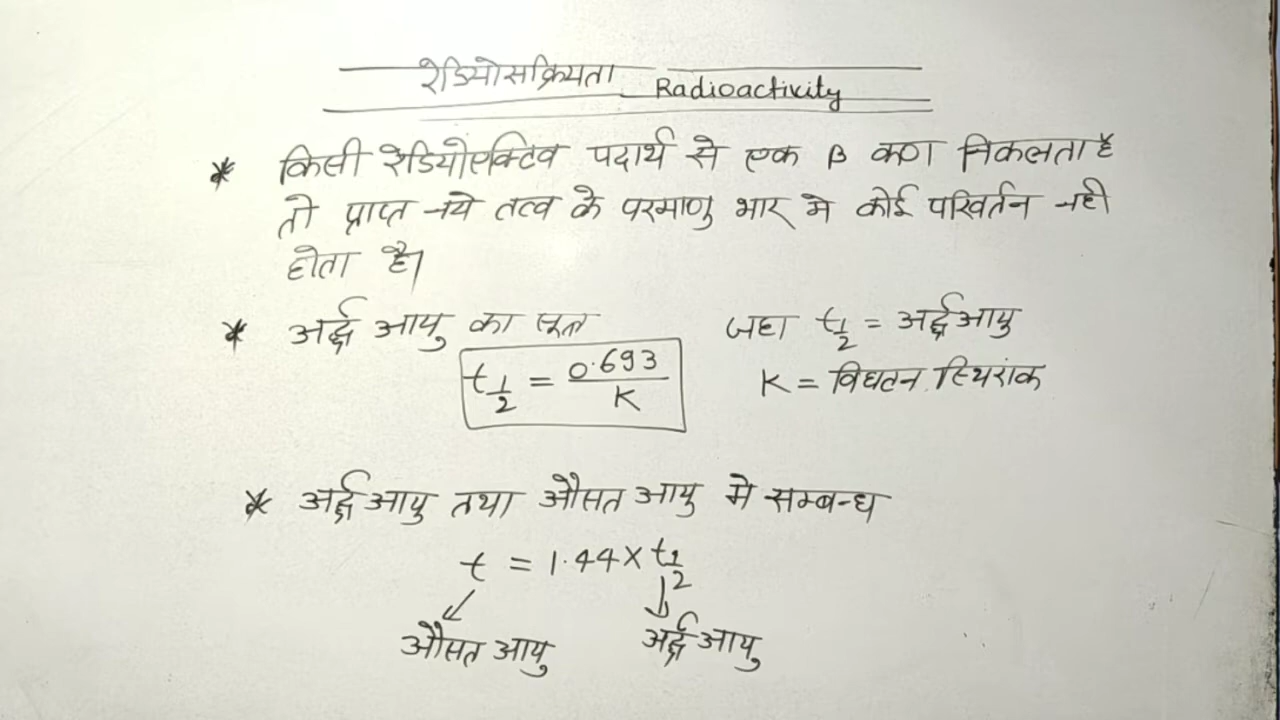 रेडियोसक्रियता Radioactivity
* किसी रेडियोएक्टिव पदार्थ से एक β कण निकलता है
तो प्राप्त नये तत्व के परमाणु भार मे कोई परिवर्तन नही
होता है।
* अर्द्ध आयु का सूत्र जहा t1/2 = अर्द्धआयु
t1/2 = 0.693/K K = विघटन स्थिरांक
* अर्द्धआयु तथा औसत आयु मे सम्बन्ध
t = 1.44 × t1/2
औसत आयु अर्द्ध आयु